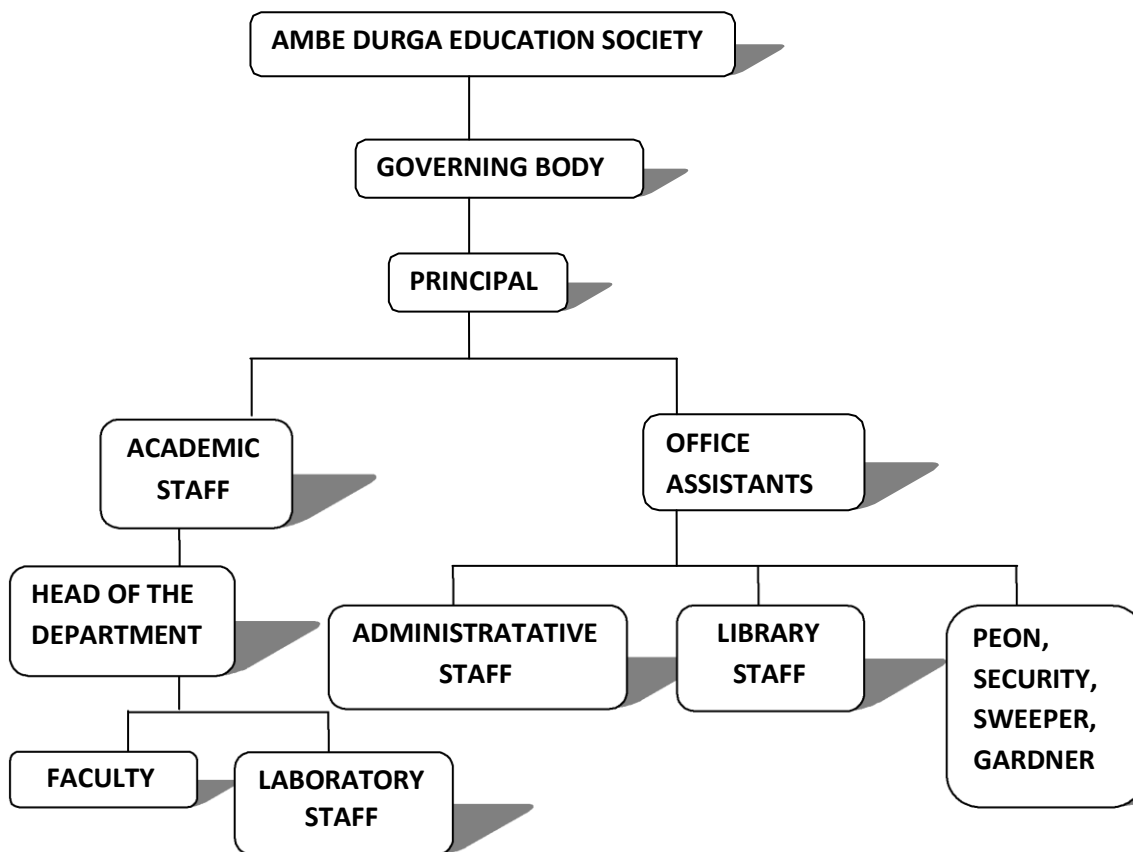 AMBE DURGA EDUCATION SOCIETY
GOVERNING BODY
PRINCIPAL
ACADEMIC
STAFF
OFFICE
ASSISTANTS
HEAD OF THE
DEPARTMENT
ADMINISTRATATIVE
STAFF
LIBRARY
STAFF
PEON,
SECURITY,
SWEEPER,
GARDNER
FACULTY
LABORATORY
STAFF